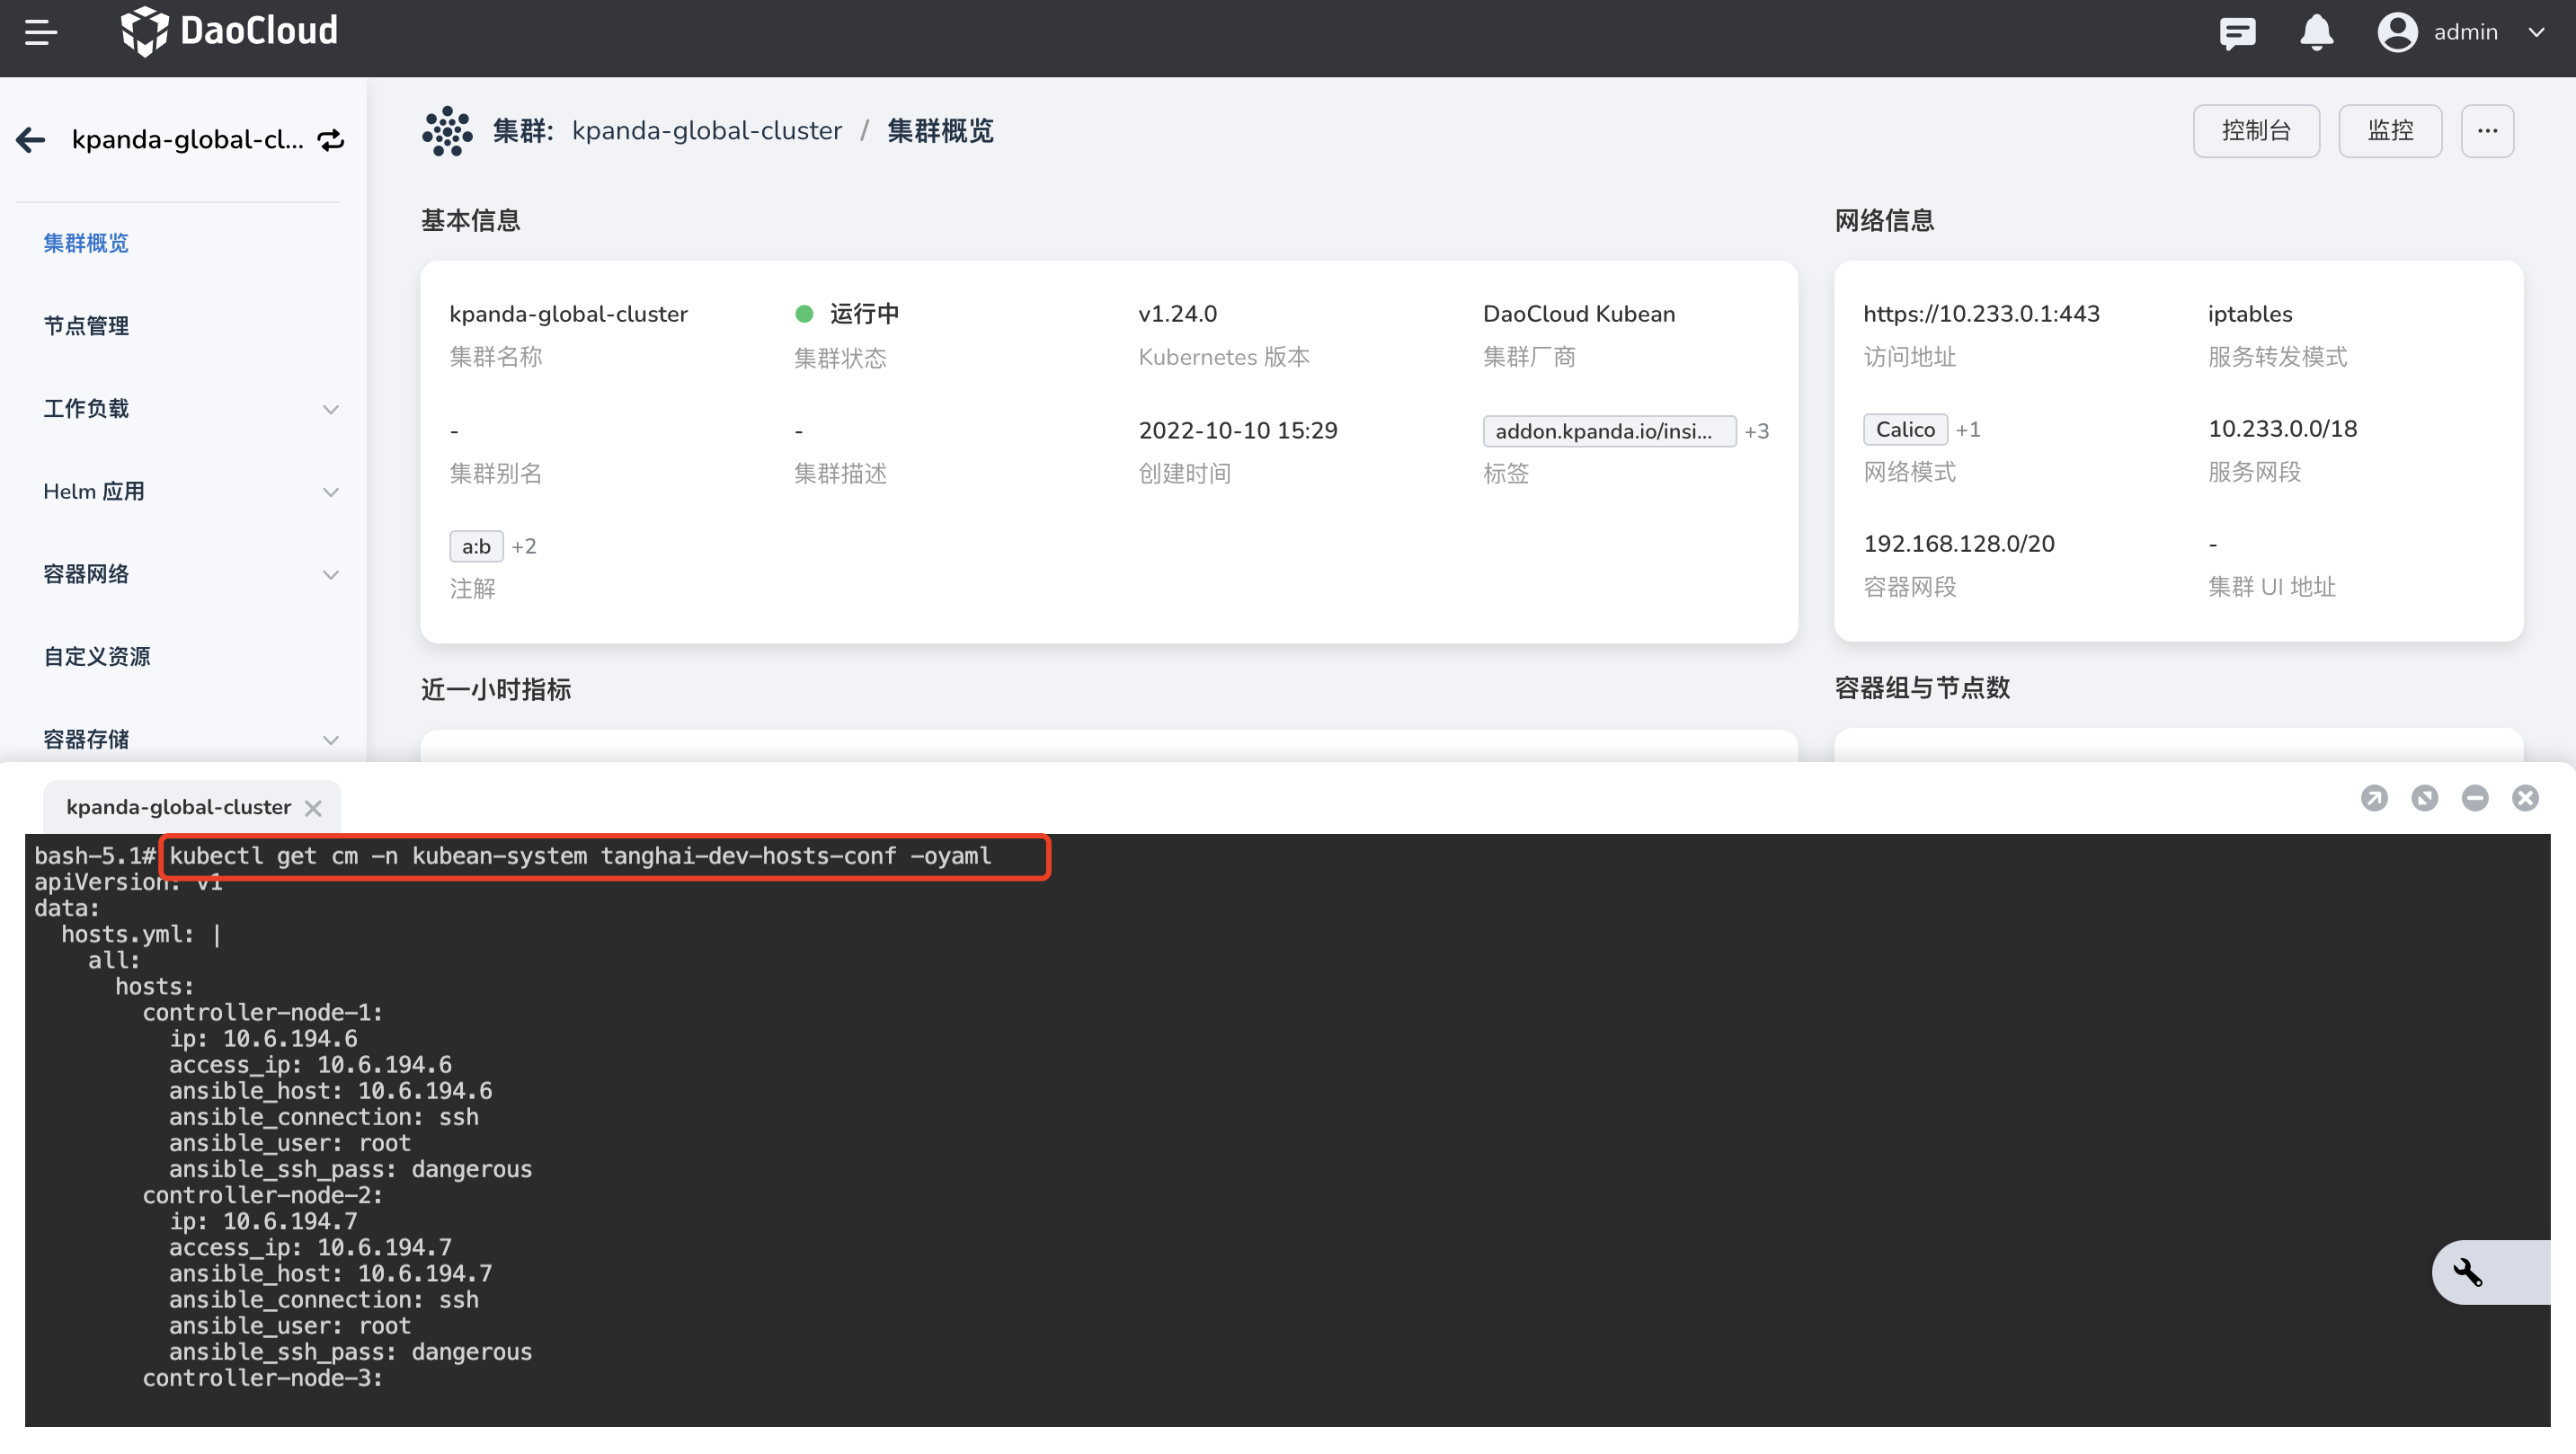 DaoCloud
admin
kpanda-global-cl...
集群: kpanda-global-cluster / 集群概览
控制台
监控
...
集群概览
节点管理
工作负载
Helm 应用
容器网络
自定义资源
容器存储
基本信息
kpanda-global-cluster
集群名称
运行中
集群状态
v1.24.0
Kubernetes 版本
DaoCloud Kubean
集群厂商
-
集群别名
-
集群描述
2022-10-10 15:29
创建时间
addon.kpanda.io/insi... +3
标签
a:b +2
注解
网络信息
https://10.233.0.1:443
访问地址
iptables
服务转发模式
Calico +1
网络模式
10.233.0.0/18
服务网段
192.168.128.0/20
容器网段
-
集群 UI 地址
近一小时指标
容器组与节点数
kpanda-global-cluster
bash-5.1# kubectl get cm -n kubean-system tanghai-dev-hosts-conf -oyaml
apiVersion: v1
data:
  hosts.yml: |
    all:
      hosts:
        controller-node-1:
          ip: 10.6.194.6
          access_ip: 10.6.194.6
          ansible_host: 10.6.194.6
          ansible_connection: ssh
          ansible_user: root
          ansible_ssh_pass: dangerous
        controller-node-2:
          ip: 10.6.194.7
          access_ip: 10.6.194.7
          ansible_host: 10.6.194.7
          ansible_connection: ssh
          ansible_user: root
          ansible_ssh_pass: dangerous
        controller-node-3: